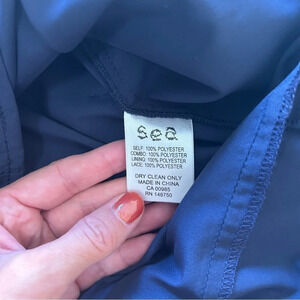 sea
SELF: 100% POLYESTER
COMBO: 100% POLYESTER
LINING: 100% POLYESTER
LACE: 100% POLYESTER
DRY CLEAN ONLY
MADE IN CHINA
CA 00985
RN 146750